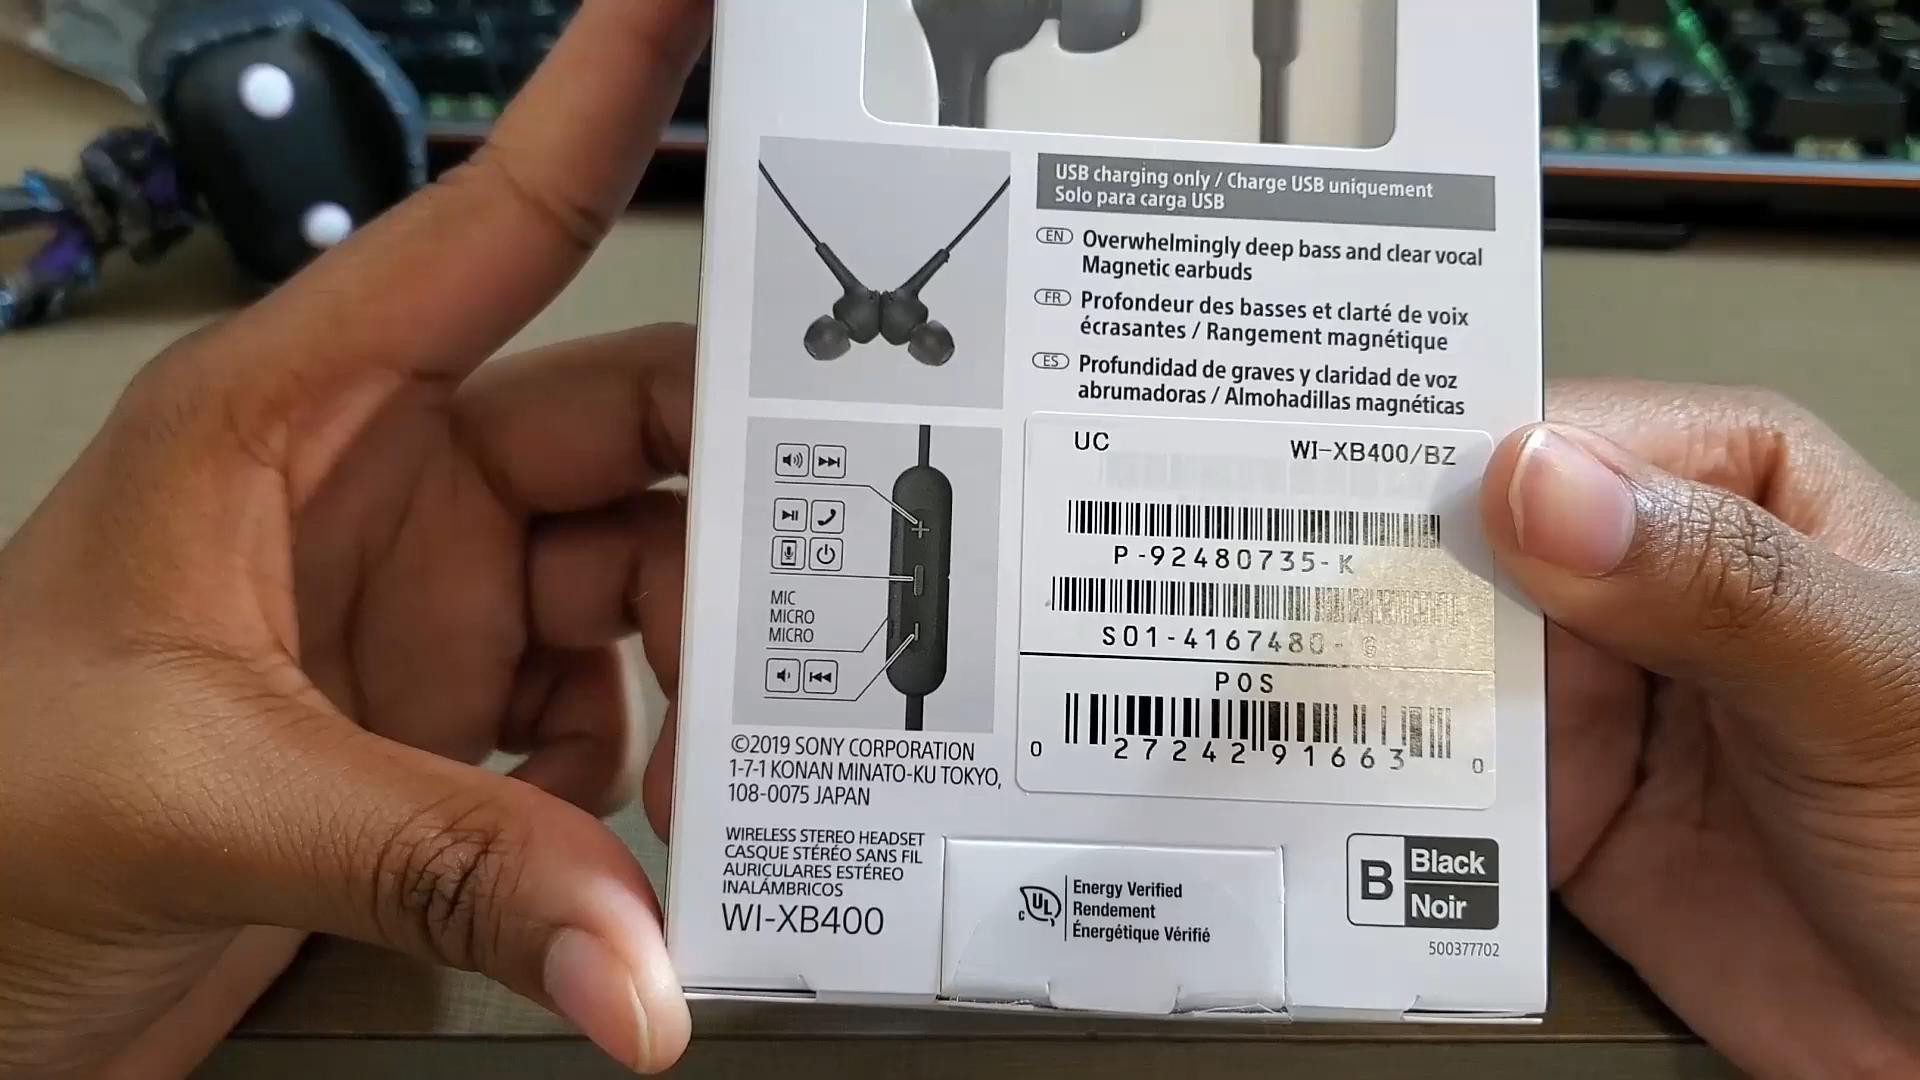 USB charging only / Charge USB uniquement
Solo para carga USB
EN Overwhelmingly deep bass and clear vocal
Magnetic earbuds
FR Profondeur des basses et clarté de voix
écrasantes / Rangement magnétique
ES Profundidad de graves y claridad de voz
abrumadoras / Almohadillas magnéticas
UC WI-XB400/BZ
P-92480735-K
S01-4167480-
POS
0 27242 91663 0
MIC
MICRO
MICRO
©2019 SONY CORPORATION
1-7-1 KONAN MINATO-KU TOKYO,
108-0075 JAPAN
WIRELESS STEREO HEADSET
CASQUE STÉRÉO SANS FIL
AURICULARES ESTÉREO
INALÁMBRICOS
WI-XB400
c UL
Energy Verified
Rendement
Énergétique Vérifié
B Black
Noir
500377702